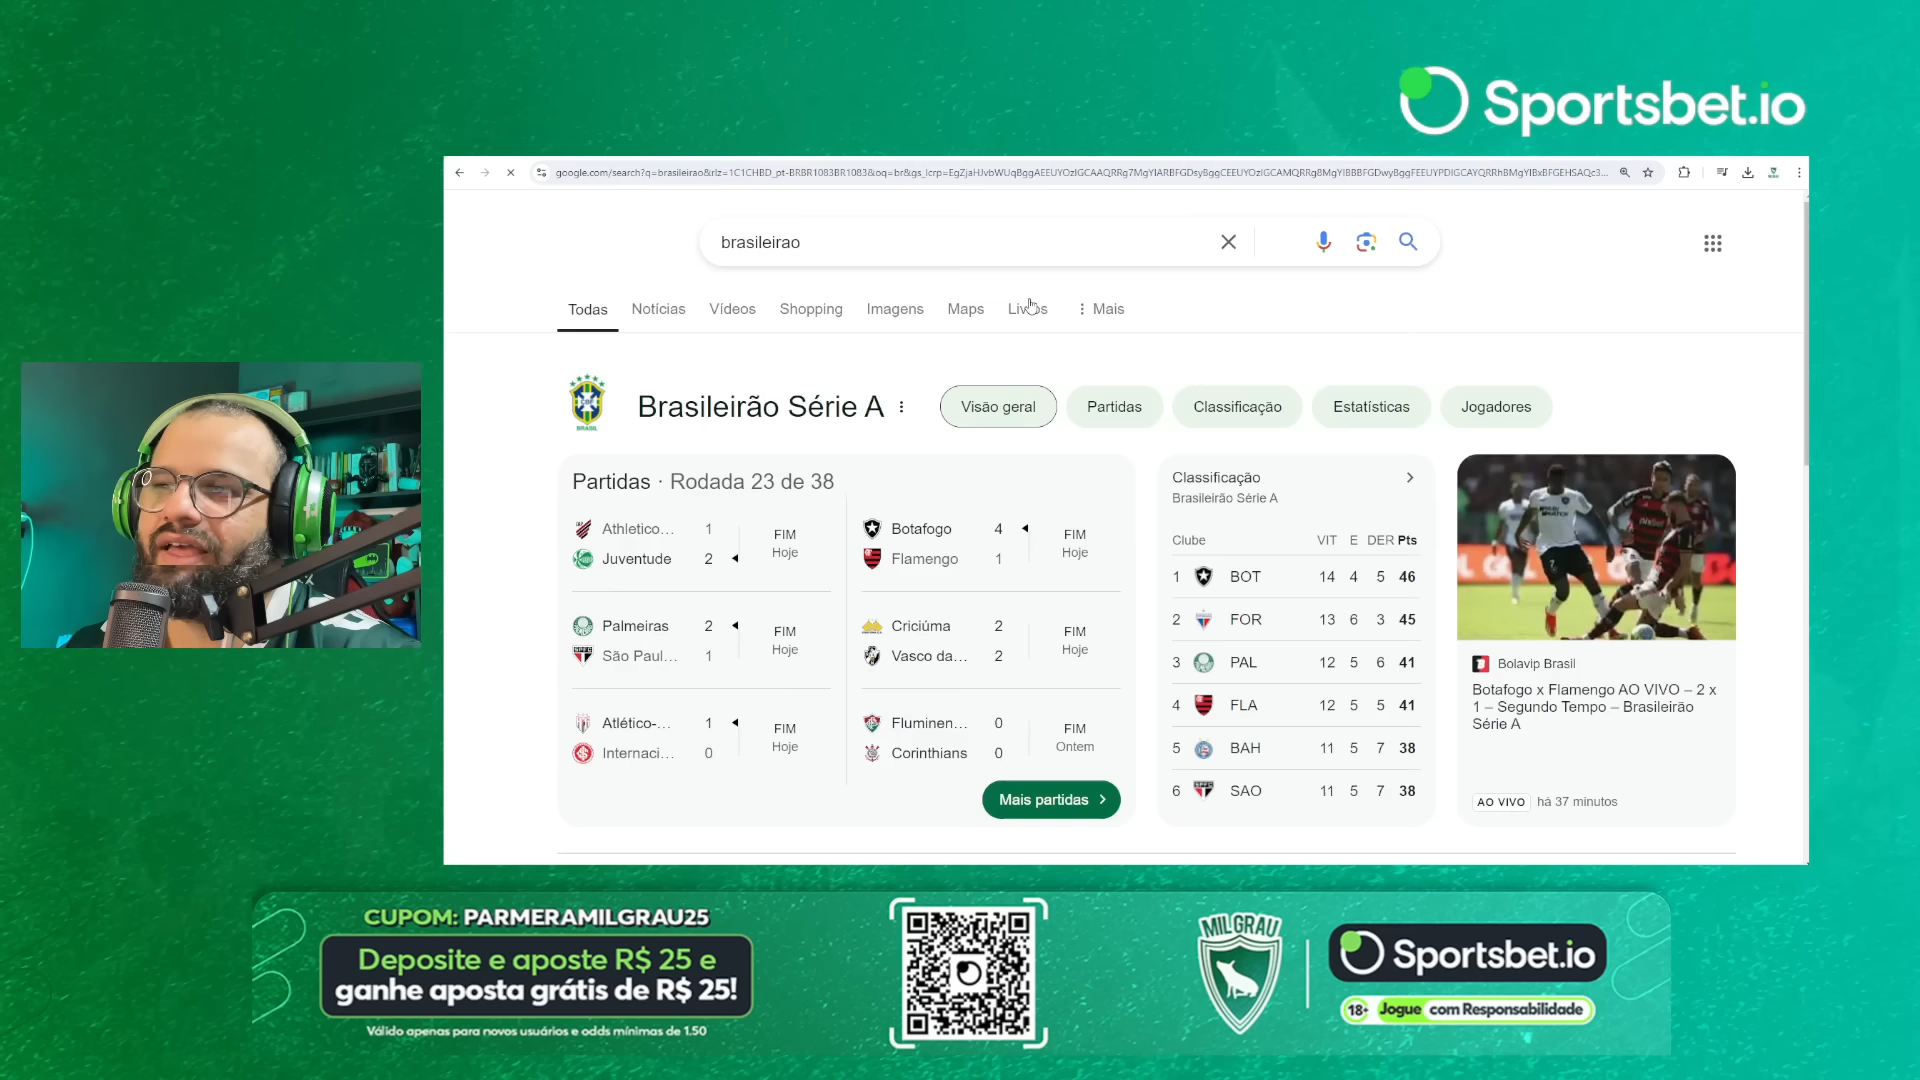 Sportsbet.io
brasileirao
Todas Notícias Vídeos Shopping Imagens Maps Livros Mais
Brasileirão Série A
Visão geral Partidas Classificação Estatísticas Jogadores
Partidas · Rodada 23 de 38
Athletico... 1
Juventude 2
FIM
Hoje
Botafogo 4
Flamengo 1
FIM
Hoje
Palmeiras 2
São Paul... 1
FIM
Hoje
Criciúma 2
Vasco da... 2
FIM
Hoje
Atlético-... 1
Internaci... 0
FIM
Hoje
Fluminen... 0
Corinthians 0
FIM
Ontem
Mais partidas
Classificação
Brasileirão Série A
Clube VIT E DER Pts
1 BOT 14 4 5 46
2 FOR 13 6 3 45
3 PAL 12 5 6 41
4 FLA 12 5 5 41
5 BAH 11 5 7 38
6 SAO 11 5 7 38
Bolavip Brasil
Botafogo x Flamengo AO VIVO – 2 x
1 – Segundo Tempo – Brasileirão
Série A
AO VIVO há 37 minutos
CUPOM: PARMERAMILGRAU25
Deposite e aposte R$ 25 e
ganhe aposta grátis de R$ 25!
Válido apenas para novos usuários e odds mínimas de 1.50
MIL GRAU
Sportsbet.io
18+ Jogue com Responsabilidade